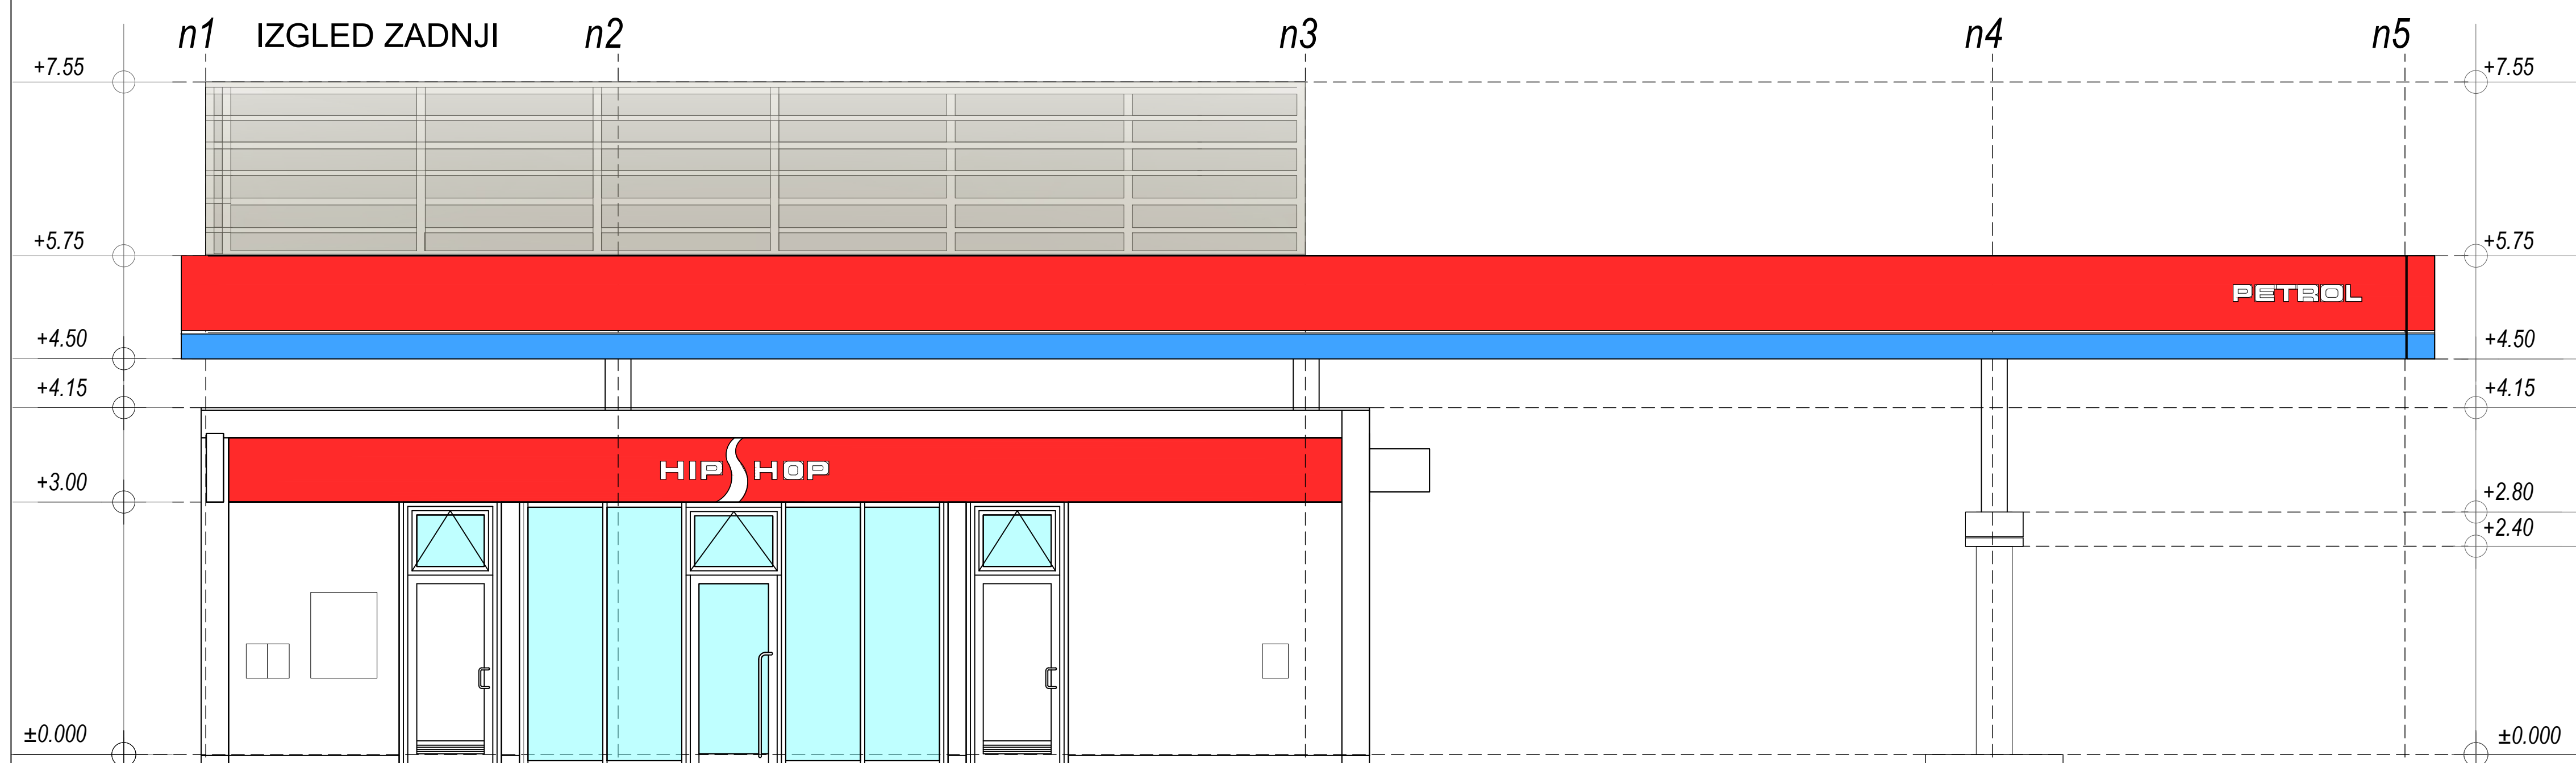 n1 IZGLED ZADNJI n2 n3 n4 n5
+7.55 +7.55
+5.75 +5.75
PETROL
+4.50 +4.50
+4.15 +4.15
HIP HOP
+3.00 +2.80
+2.40
±0.000 ±0.000